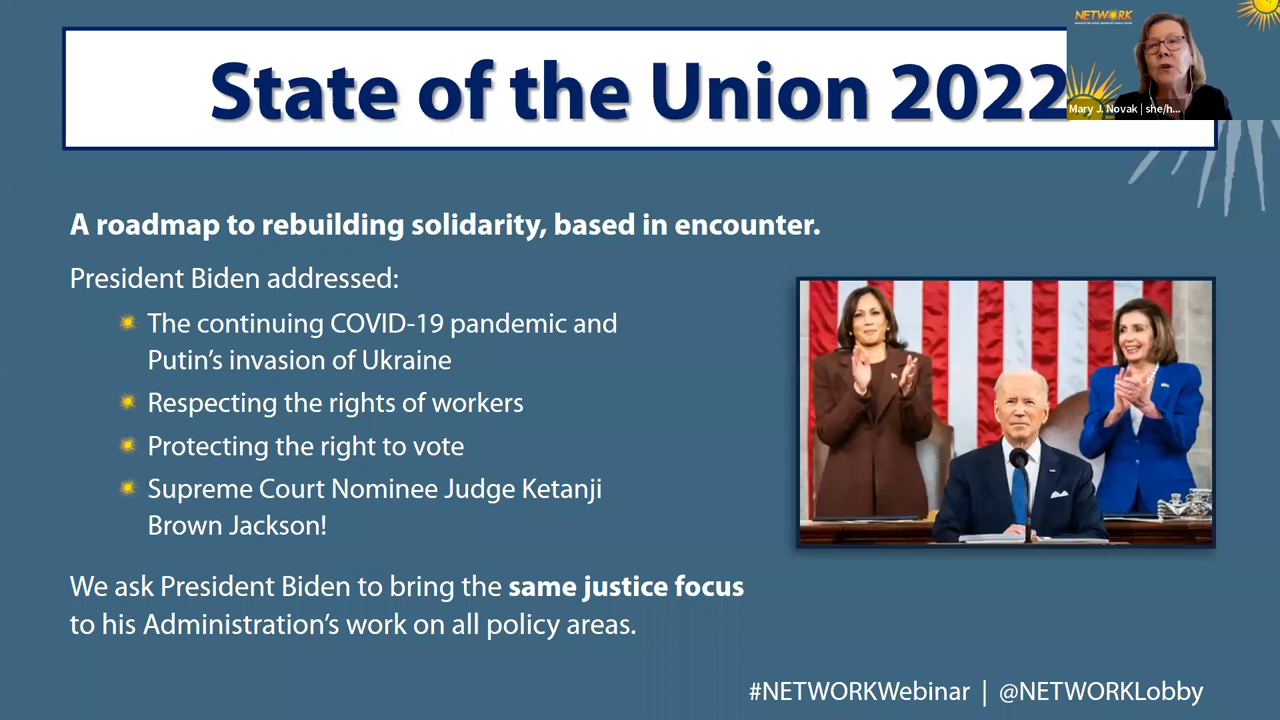 State of the Union 2022
NETWORK
Mary J. Novak | she/h...
A roadmap to rebuilding solidarity, based in encounter.
President Biden addressed:
The continuing COVID-19 pandemic and
Putin's invasion of Ukraine
Respecting the rights of workers
Protecting the right to vote
Supreme Court Nominee Judge Ketanji
Brown Jackson!
We ask President Biden to bring the same justice focus
to his Administration's work on all policy areas.
#NETWORKWebinar | @NETWORKLobby